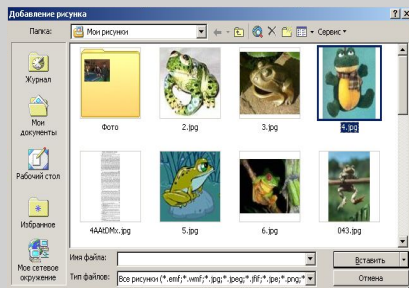 Добавление рисунка
Папка: Мои рисунки Сервис
Журнал
Мои документы
Рабочий стол
Избранное
Мое сетевое окружение
Фото 2.jpg 3.jpg 4.jpg
4AAtDMx.jpg 5.jpg 6.jpg 043.jpg
Имя файла: Вставить
Тип файлов: Все рисунки (*.emf;*.wmf;*.jpg;*.jpeg;*.jfif;*.jpe;*.png;* Отмена